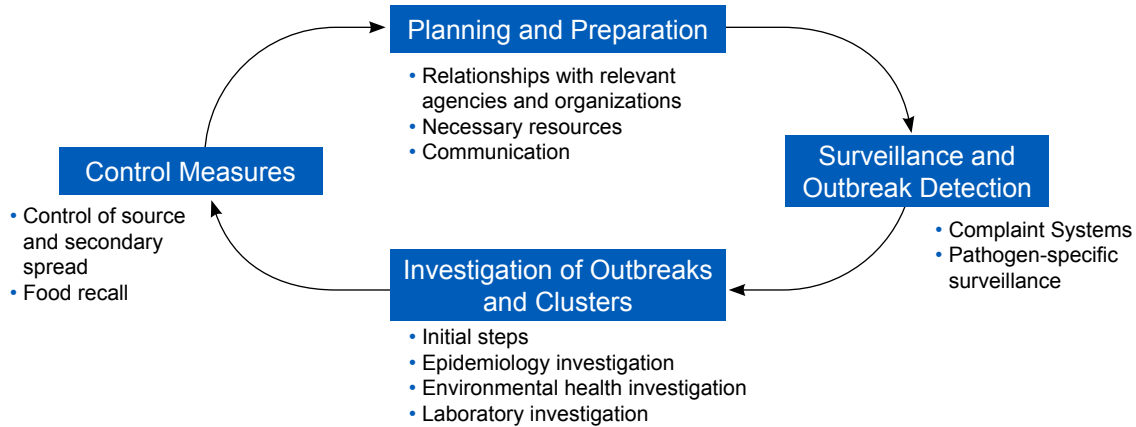 Planning and Preparation
• Relationships with relevant
agencies and organizations
• Necessary resources
• Communication
Surveillance and
Outbreak Detection
• Complaint Systems
• Pathogen-specific
surveillance
Investigation of Outbreaks
and Clusters
• Initial steps
• Epidemiology investigation
• Environmental health investigation
• Laboratory investigation
Control Measures
• Control of source
and secondary
spread
• Food recall